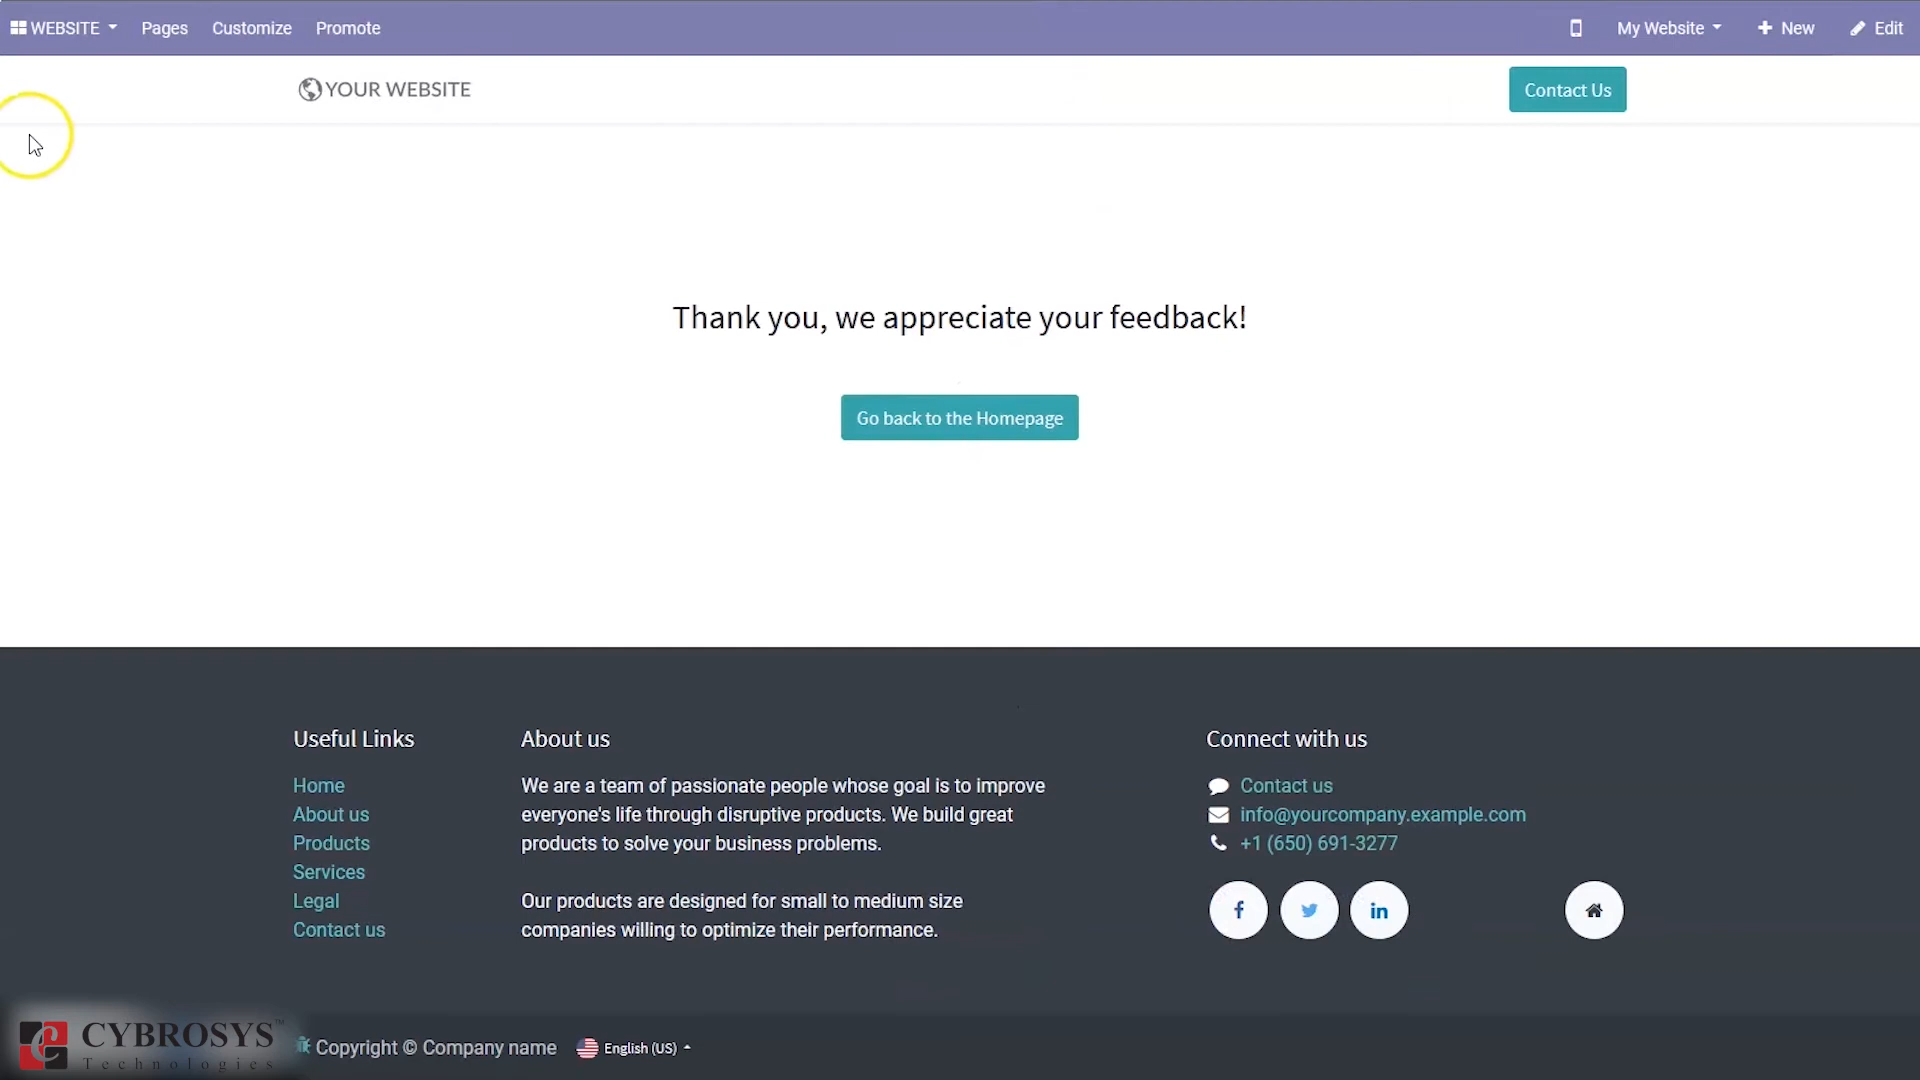 WEBSITE Pages Customize Promote My Website New Edit
YOUR WEBSITE Contact Us
Thank you, we appreciate your feedback!
Go back to the Homepage
Useful Links
Home
About us
Products
Services
Legal
Contact us
About us
We are a team of passionate people whose goal is to improve
everyone's life through disruptive products. We build great
products to solve your business problems.
Our products are designed for small to medium size
companies willing to optimize their performance.
Connect with us
Contact us
info@yourcompany.example.com
+1 (650) 691-3277
CYBROSYS™
Technologies
Copyright © Company name English (US)